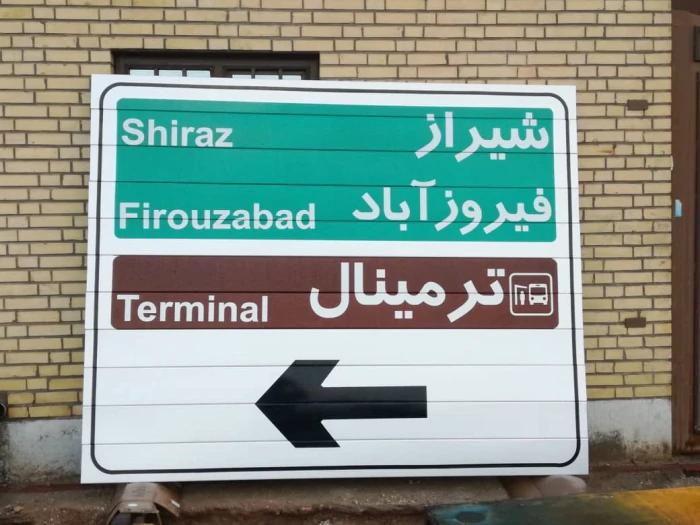 Shiraz شیراز
Firouzabad فیروزآباد
Terminal ترمینال